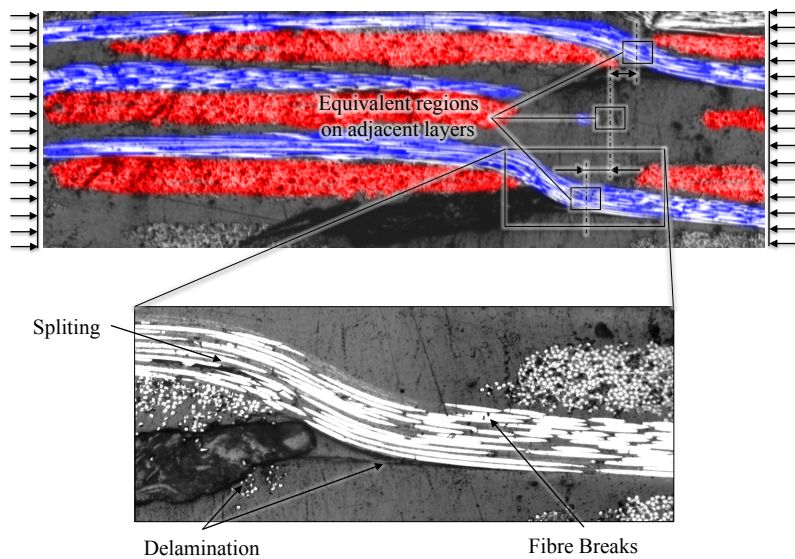 Equivalent regions
on adjacent layers
Spliting
Delamination
Fibre Breaks